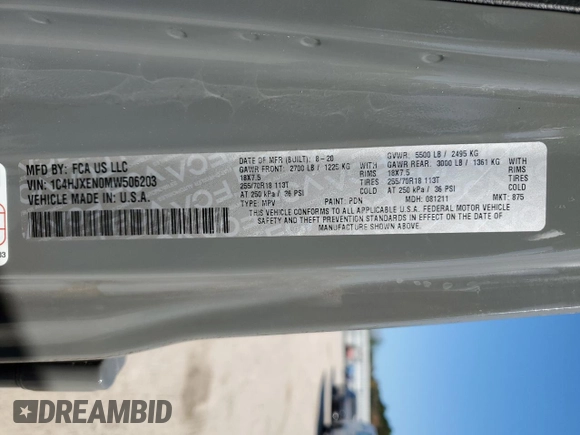 MFD BY: FCA US LLC
VIN: 1C4HJXEN0MW506203
VEHICLE MADE IN: U.S.A.
DATE OF MFR (BUILT): 8-20
GAWR FRONT: 2700 LB / 1225 KG
WITH
18X7.5
RIMS
255/70R18 113T
TIRES
AT 250 kPa / 36 PSI
COLD
TYPE: MPV
PAINT: PDN
GVWR: 5500 LB / 2495 KG
GAWR REAR: 3000 LB / 1361 KG
WITH
18X7.5
RIMS
255/70R18 113T
TIRES
AT 250 kPa / 36 PSI
COLD
MDH: 081211
MKT: 875
THIS VEHICLE CONFORMS TO ALL APPLICABLE U.S.A. FEDERAL MOTOR VEHICLE
SAFETY AND THEFT PREVENTION STANDARDS IN EFFECT ON THE DATE OF
MANUFACTURE SHOWN ABOVE.
DREAMBID